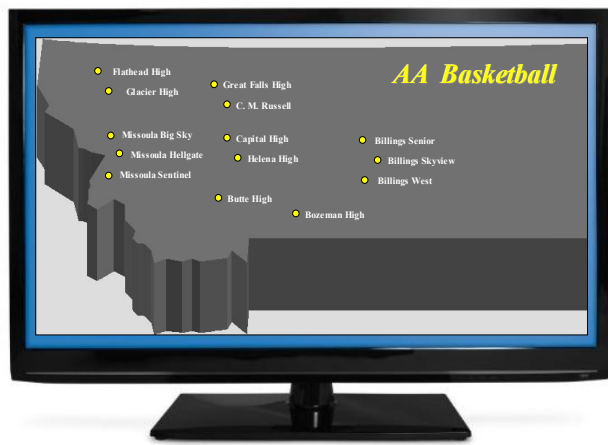 AA Basketball
Flathead High
Glacier High
Great Falls High
C. M. Russell
Missoula Big Sky
Missoula Hellgate
Missoula Sentinel
Capital High
Helena High
Billings Senior
Billings Skyview
Billings West
Butte High
Bozeman High